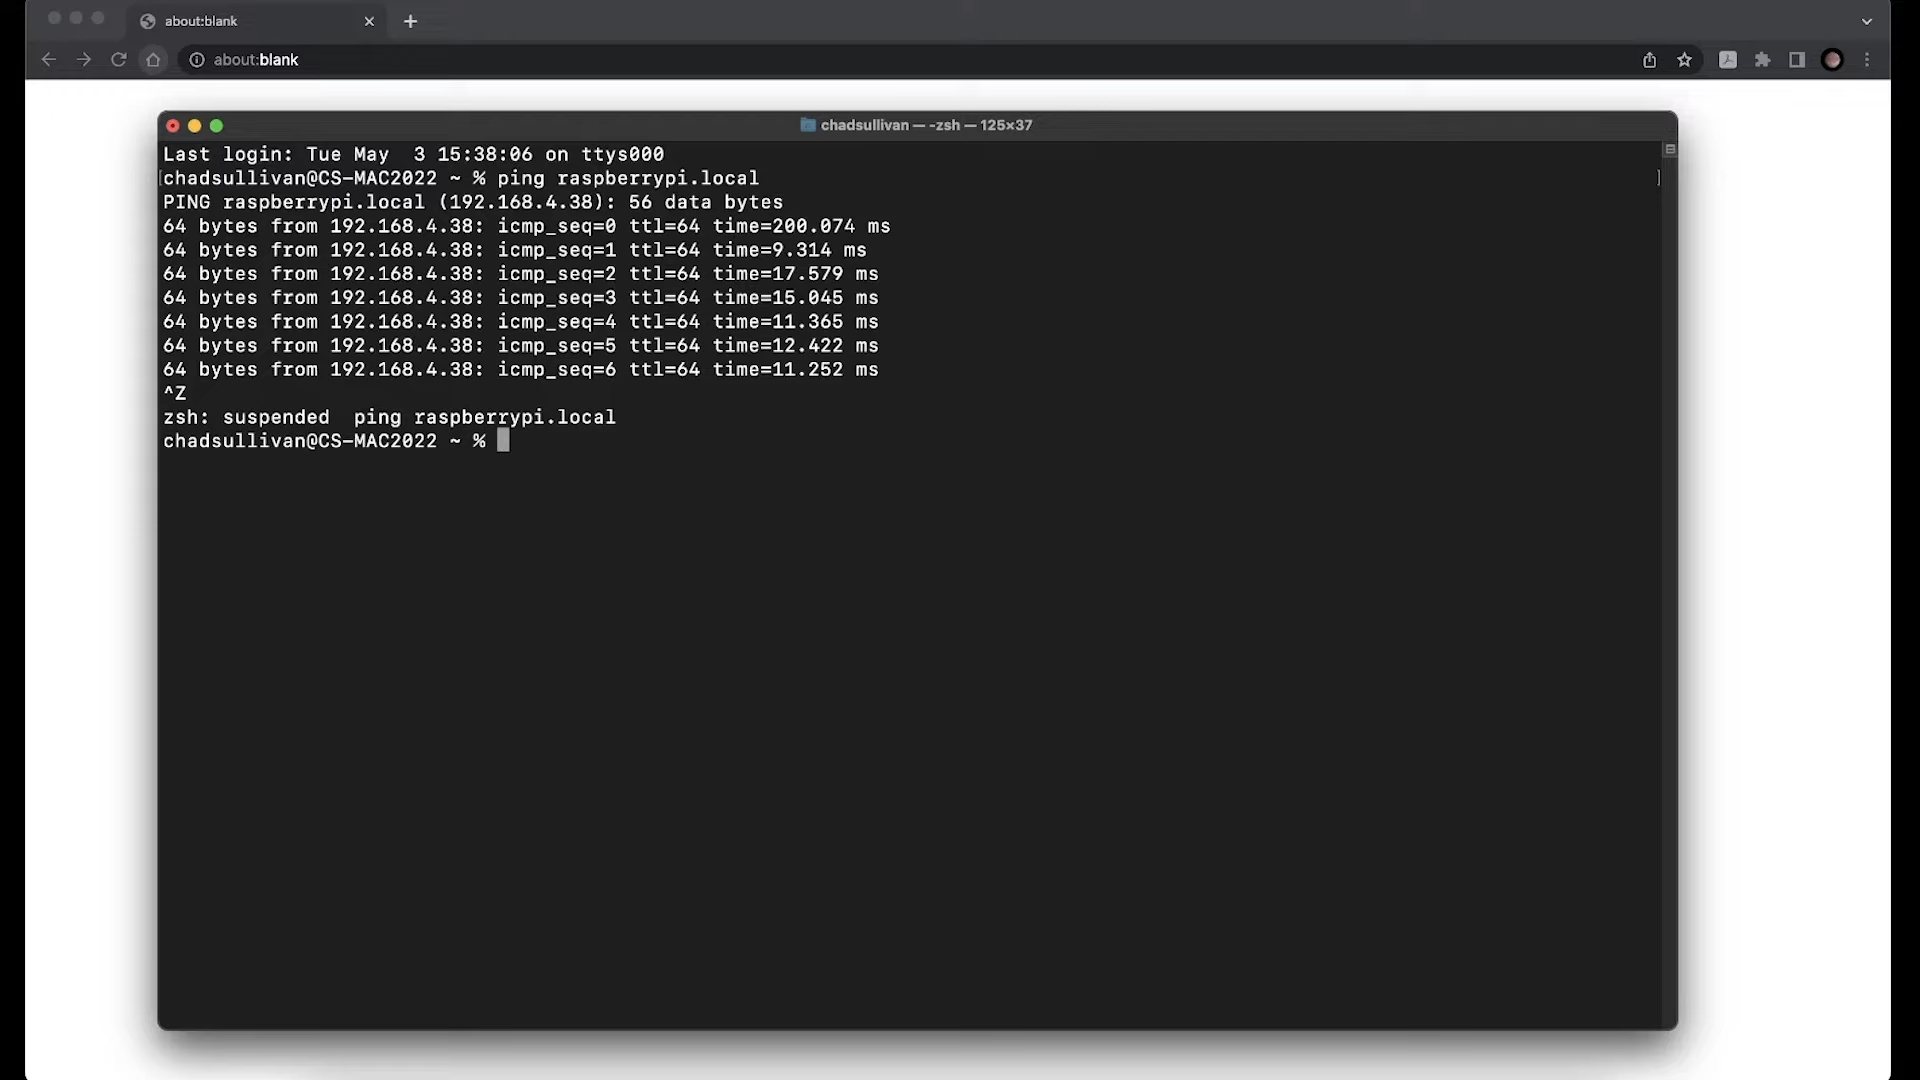 about:blank
about:blank
chadsullivan — -zsh — 125×37
Last login: Tue May  3 15:38:06 on ttys000
chadsullivan@CS-MAC2022 ~ % ping raspberrypi.local
PING raspberrypi.local (192.168.4.38): 56 data bytes
64 bytes from 192.168.4.38: icmp_seq=0 ttl=64 time=200.074 ms
64 bytes from 192.168.4.38: icmp_seq=1 ttl=64 time=9.314 ms
64 bytes from 192.168.4.38: icmp_seq=2 ttl=64 time=17.579 ms
64 bytes from 192.168.4.38: icmp_seq=3 ttl=64 time=15.045 ms
64 bytes from 192.168.4.38: icmp_seq=4 ttl=64 time=11.365 ms
64 bytes from 192.168.4.38: icmp_seq=5 ttl=64 time=12.422 ms
64 bytes from 192.168.4.38: icmp_seq=6 ttl=64 time=11.252 ms
^Z
zsh: suspended  ping raspberrypi.local
chadsullivan@CS-MAC2022 ~ %